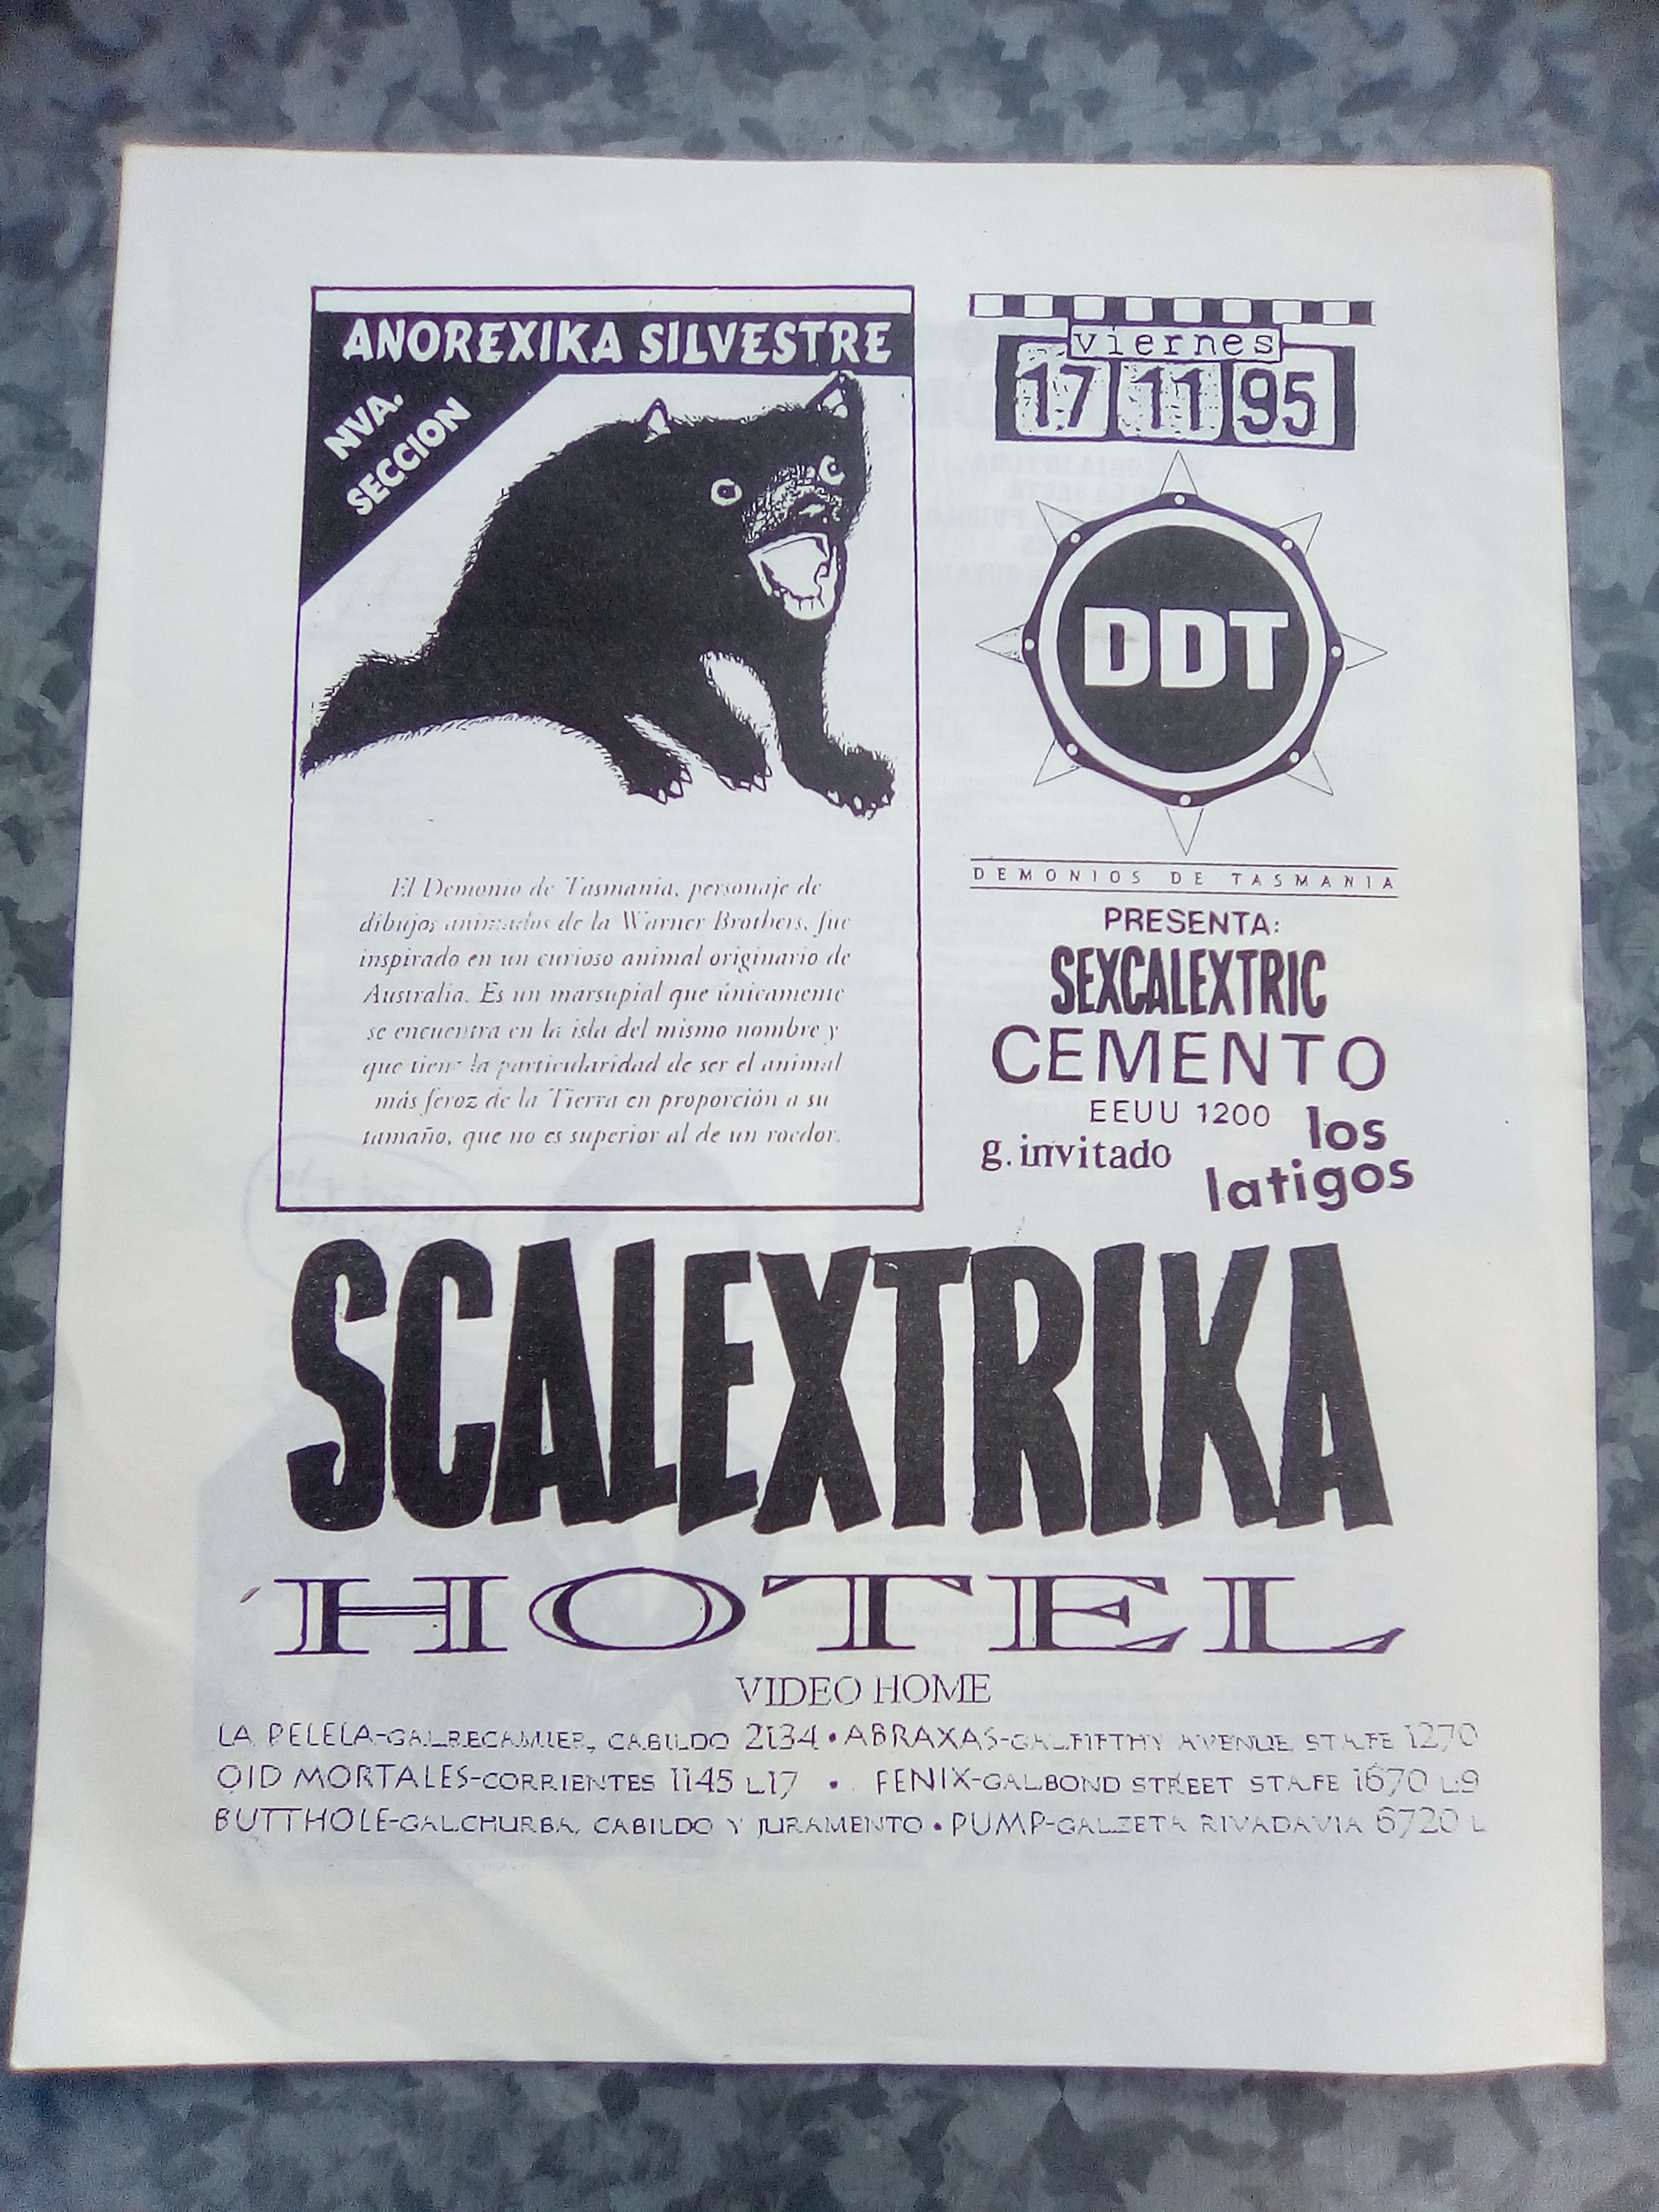 ANOREXIKA SILVESTRE
NVA.
SECCION
El Demonio de Tasmania, personaje de
dibujos animados de la Warner Brothers, fue
inspirado en un curioso animal originario de
Australia. Es un marsupial que únicamente
se encuentra en la isla del mismo nombre y
que tiene la particularidad de ser el animal
más feroz de la Tierra en proporción a su
tamaño, que no es superior al de un roedor.
viernes
17 11 95
DDT
DEMONIOS DE TASMANIA
PRESENTA:
SEXCALEXTRIC
CEMENTO
EEUU 1200
g. invitado
los
latigos
SCALEXTRIKA
HOTEL
VIDEO HOME
LA PELELA-GAL.RECAMIER, CABILDO 2134 • ABRAXAS-GAL.FIFTHY AVENUE STA.FE 1270
OID MORTALES-CORRIENTES 1145 L17 • FENIX-GAL.BOND STREET STA.FE 1670 L:9
BUTTHOLE-GAL.CHURBA, CABILDO Y JURAMENTO • PUMP-GAL.ZETA RIVADAVIA 6720 L